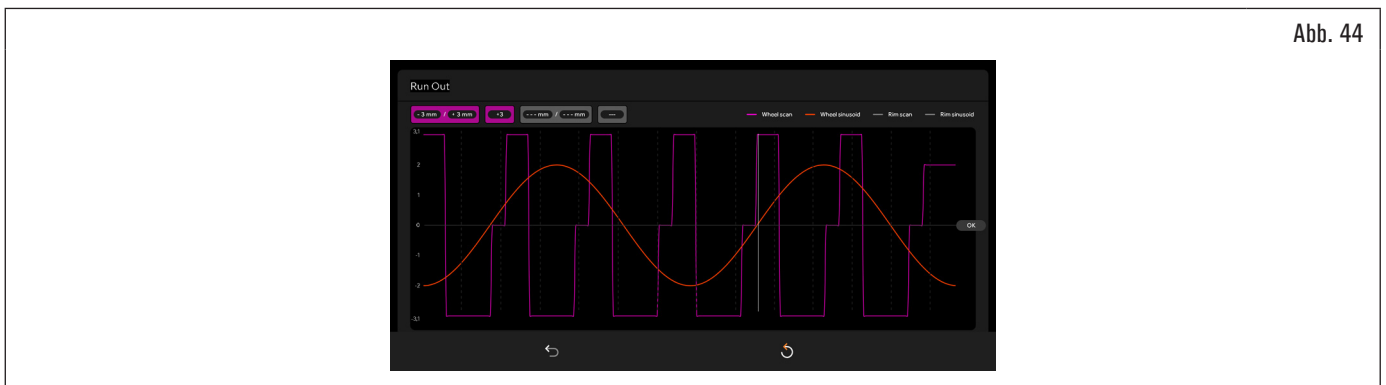 Abb. 44
Run Out
- 3 mm / + 3 mm +3 - - - mm / - - - mm --- Wheel scan Wheel sinusoid Rim scan Rim sinusoid
3,1
2
1
0 OK
-1
-2
-3,1